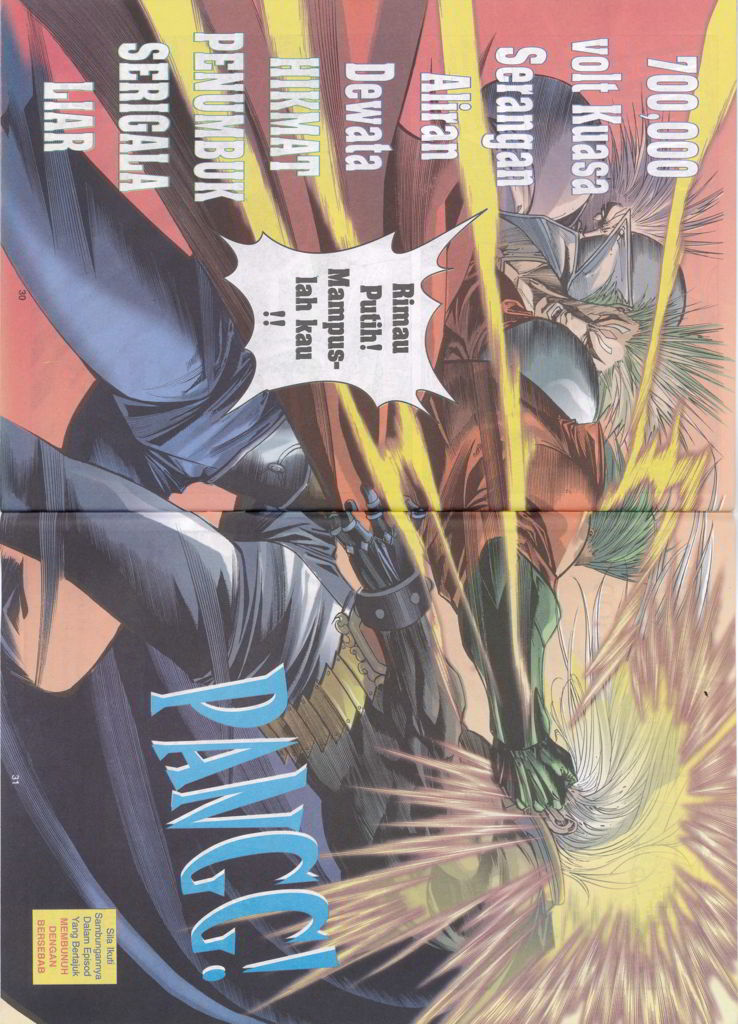 700,000
volt Kuasa
Serangan
Aliran
Dewata
HIKMAT
PENUMBUK
SERIGALA
LIAR
Rimau
Putih!
Mampus-
lah kau
!!
30
PANGG!
31
Sila Ikuti
Sambungannya
Dalam Episod
Yang Bertajuk
MEMBUNUH
DENGAN
BERSEBAB